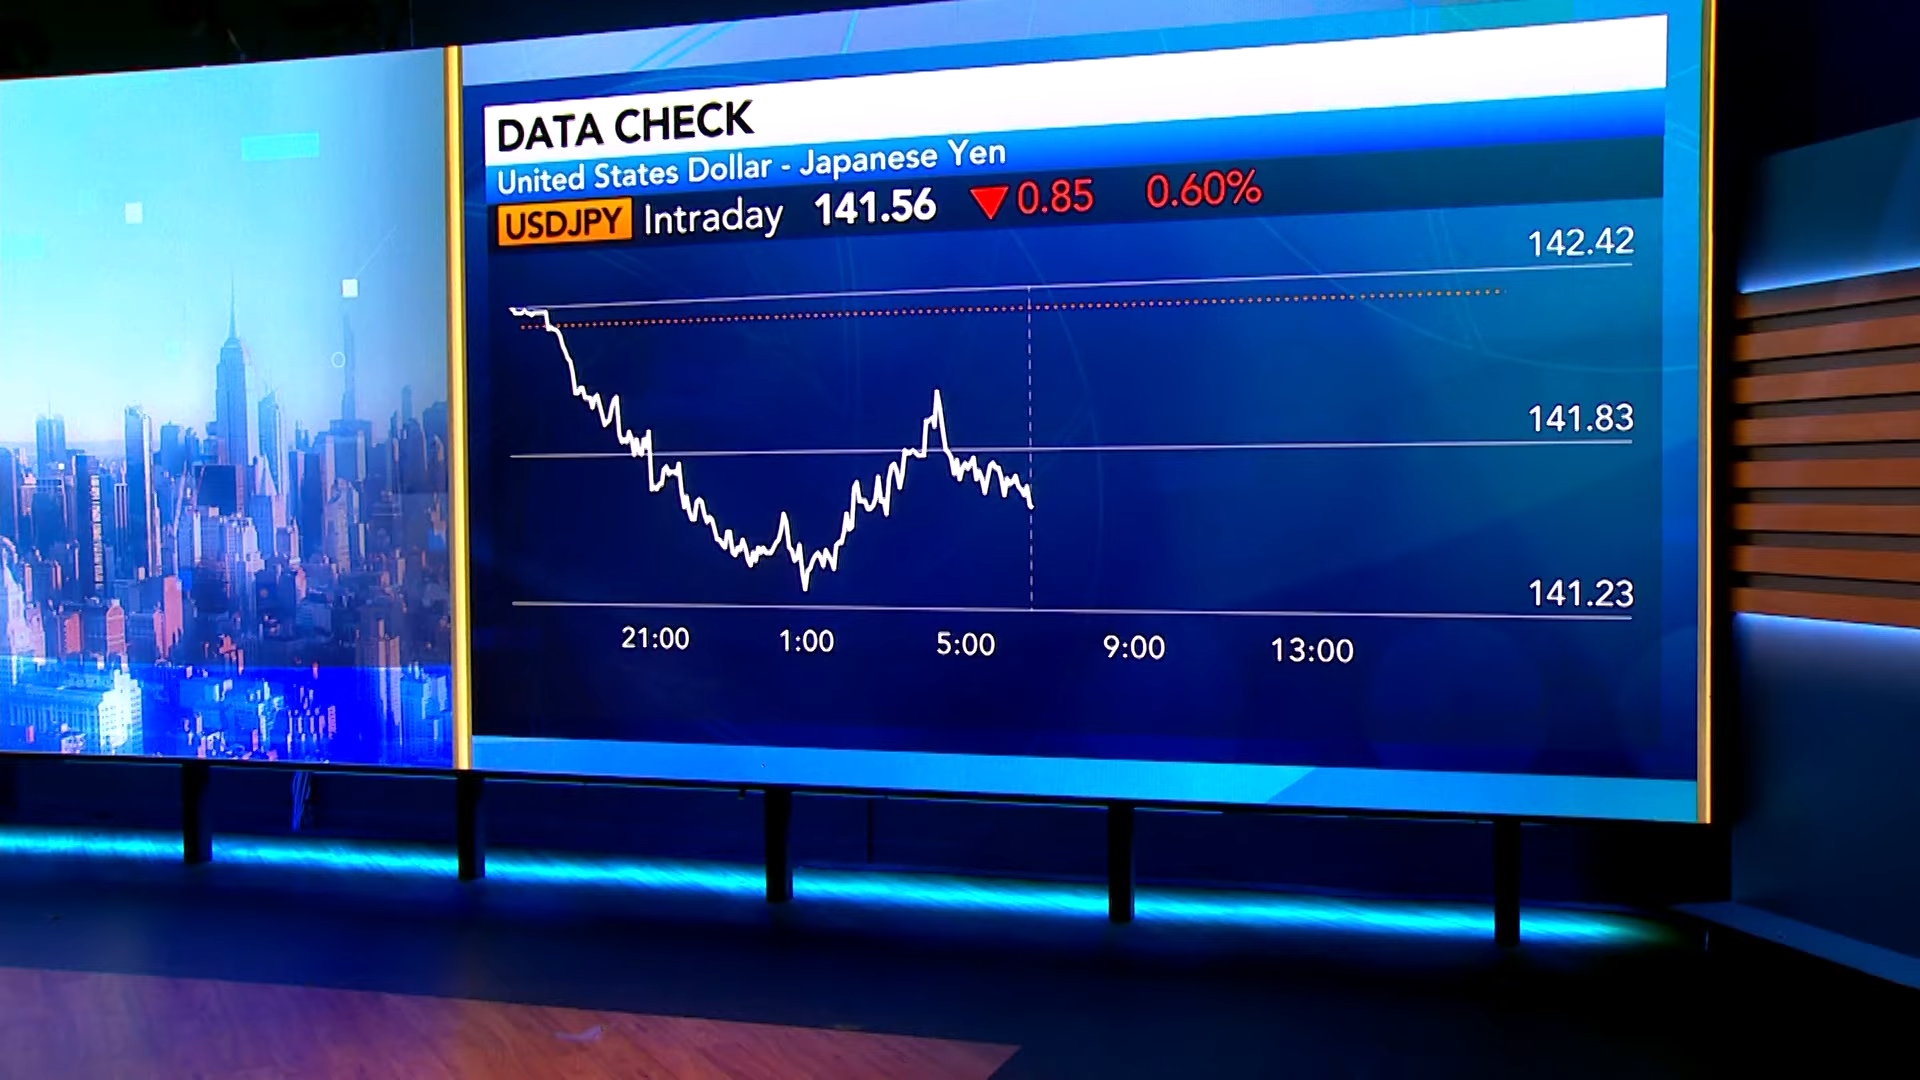 DATA CHECK
United States Dollar - Japanese Yen
USDJPY Intraday 141.56 ▼0.85 0.60%
142.42
141.83
141.23
21:00 1:00 5:00 9:00 13:00